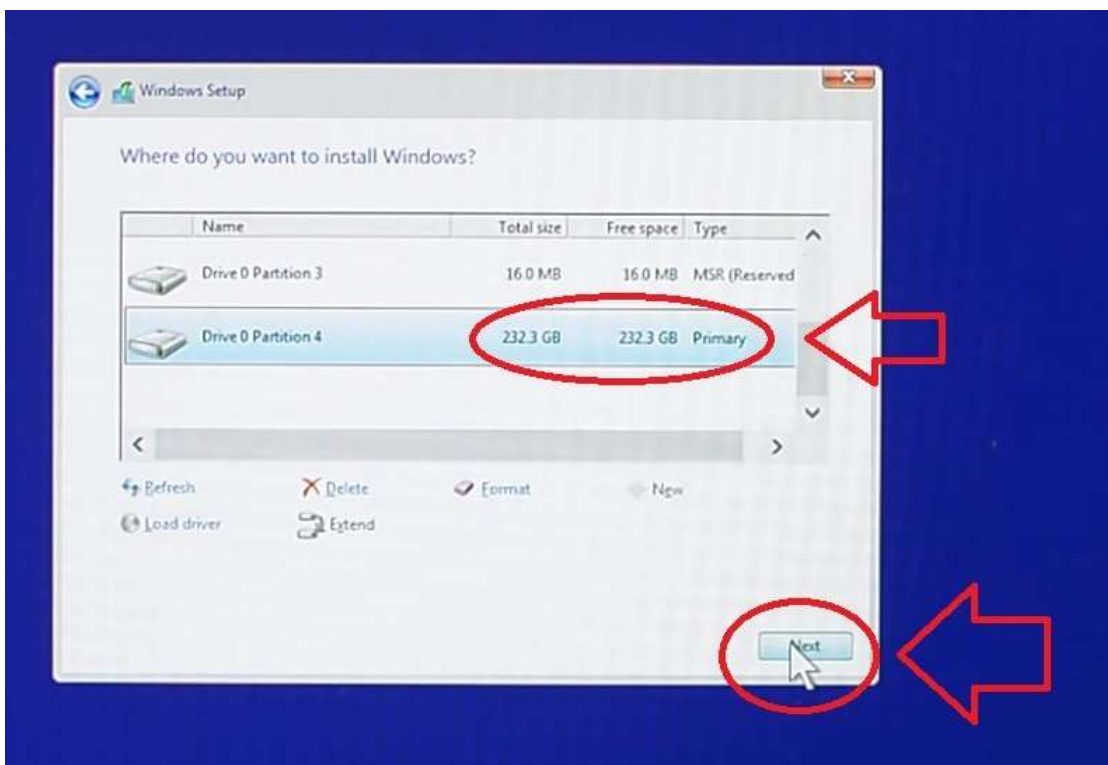 Windows Setup
Where do you want to install Windows?
Name Total size Free space Type
Drive 0 Partition 3 16.0 MB 16.0 MB MSR (Reserved
Drive 0 Partition 4 232.3 GB 232.3 GB Primary
Refresh Delete Format New
Load driver Extend
Next